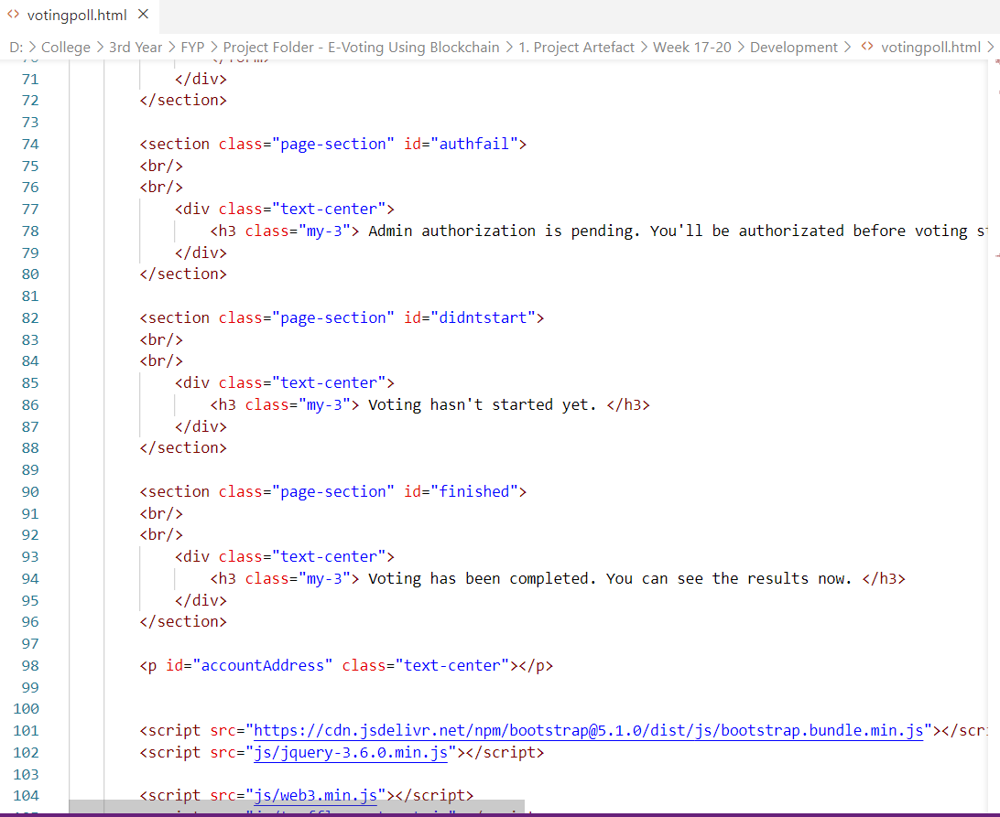 votingpoll.html
D: > College > 3rd Year > FYP > Project Folder - E-Voting Using Blockchain > 1. Project Artefact > Week 17-20 > Development > votingpoll.html >
71 </div>
72 </section>
73
74 <section class="page-section" id="authfail">
75 <br/>
76 <br/>
77 <div class="text-center">
78 <h3 class="my-3"> Admin authorization is pending. You'll be authorizated before voting
79 </div>
80 </section>
81
82 <section class="page-section" id="didntstart">
83 <br/>
84 <br/>
85 <div class="text-center">
86 <h3 class="my-3"> Voting hasn't started yet. </h3>
87 </div>
88 </section>
89
90 <section class="page-section" id="finished">
91 <br/>
92 <br/>
93 <div class="text-center">
94 <h3 class="my-3"> Voting has been completed. You can see the results now. </h3>
95 </div>
96 </section>
97
98 <p id="accountAddress" class="text-center"></p>
99
100
101 <script src="https://cdn.jsdelivr.net/npm/bootstrap@5.1.0/dist/js/bootstrap.bundle.min.js"></scr
102 <script src="js/jquery-3.6.0.min.js"></script>
103
104 <script src="js/web3.min.js"></script>